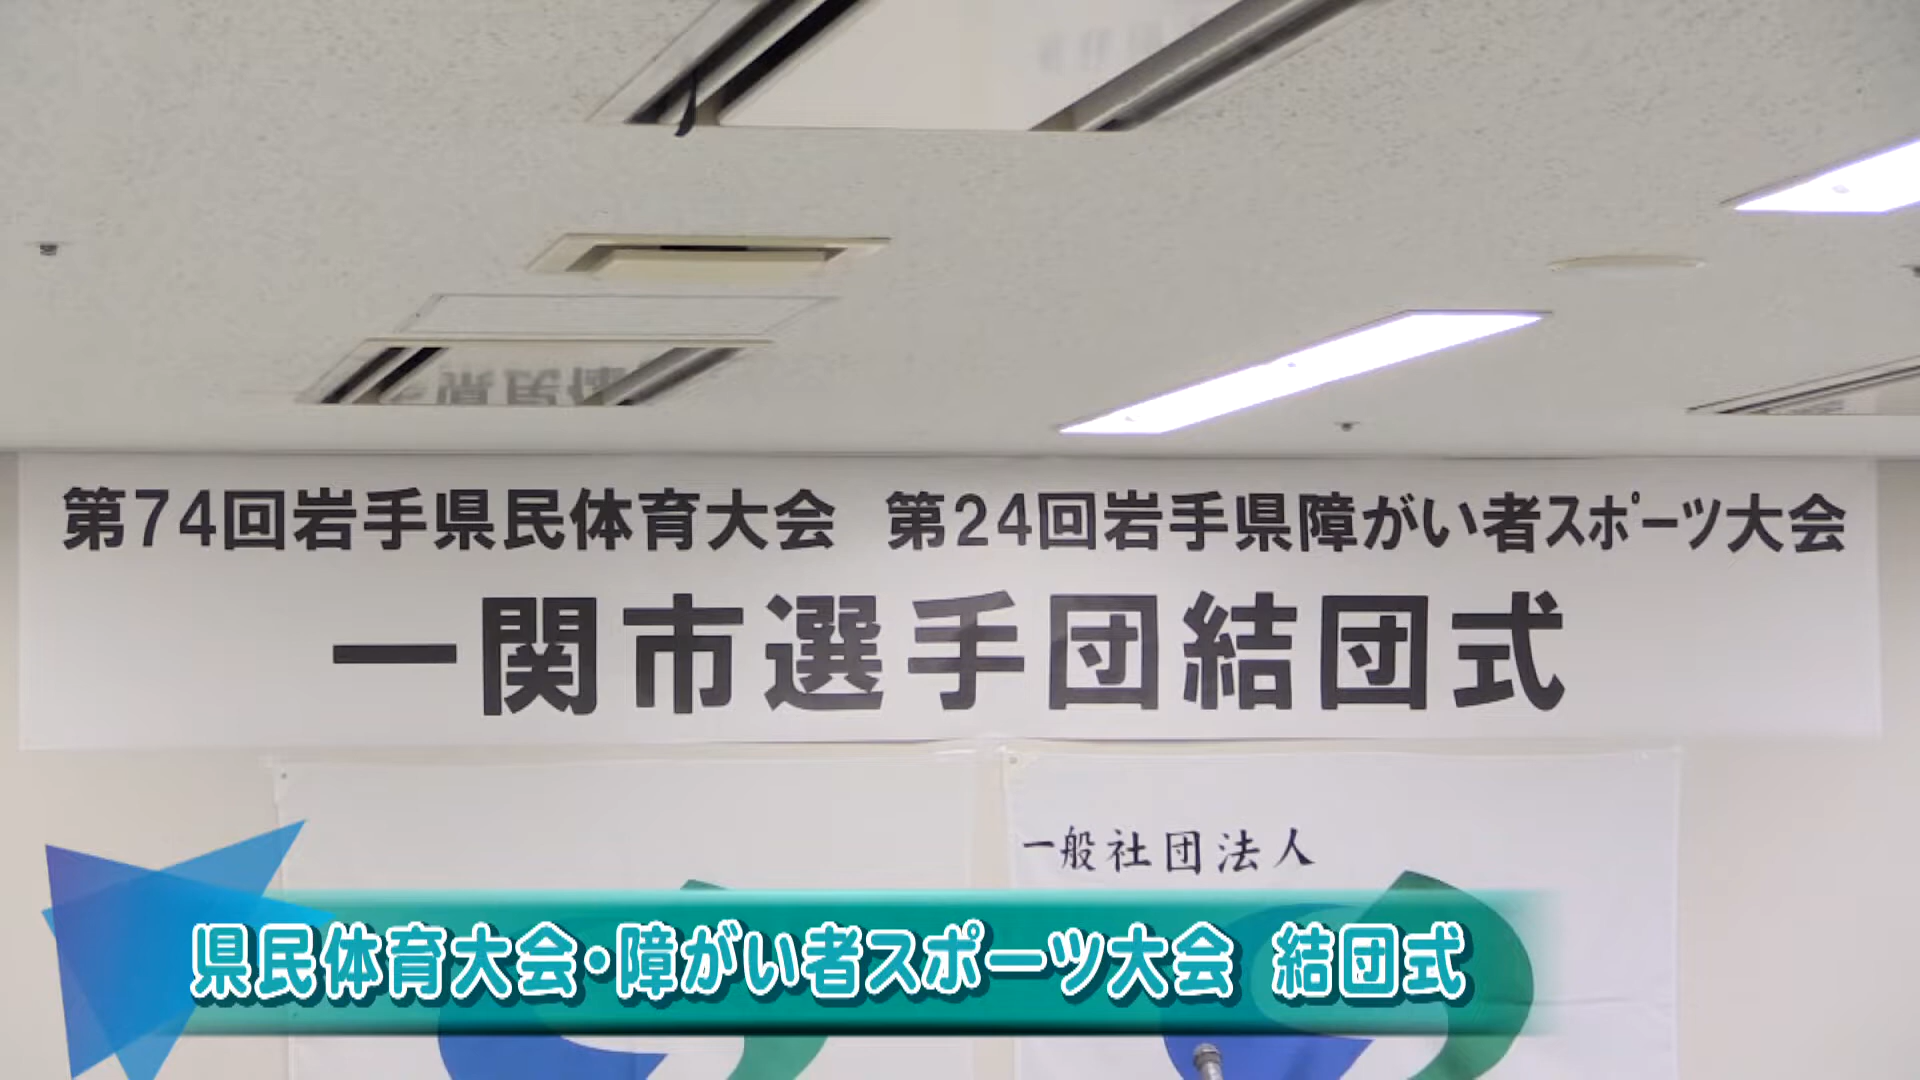 第74回岩手県民体育大会　第24回岩手県障がい者スポーツ大会
一関市選手団結団式
一般社団法人
県民体育大会・障がい者スポーツ大会 結団式